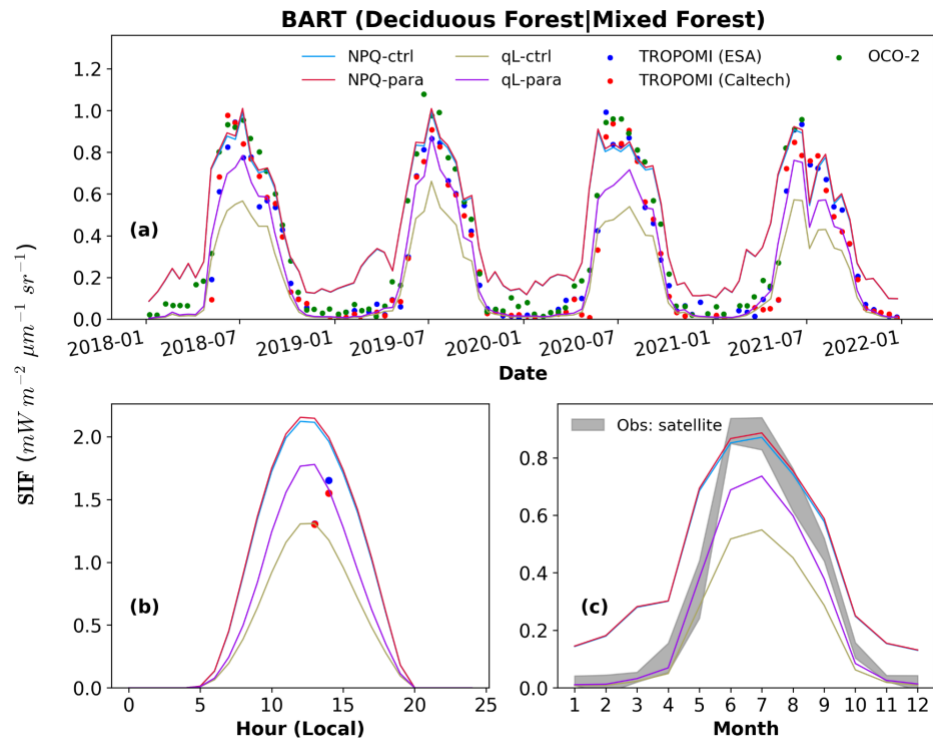 BART (Deciduous Forest|Mixed Forest)
NPQ-ctrl qL-ctrl TROPOMI (ESA) OCO-2
NPQ-para qL-para TROPOMI (Caltech)
1.2
1.0
0.8
0.6
0.4
0.2
0.0
(a)
2018-01 2018-07 2019-01 2019-07 2020-01 2020-07 2021-01 2021-07 2022-01
Date
SIF (mW m⁻² μm⁻¹ sr⁻¹)
2.0
1.5
1.0
0.5
0.0
(b)
0 5 10 15 20 25
Hour (Local)
Obs: satellite
0.8
0.6
0.4
0.2
0.0
(c)
1 2 3 4 5 6 7 8 9 10 11 12
Month